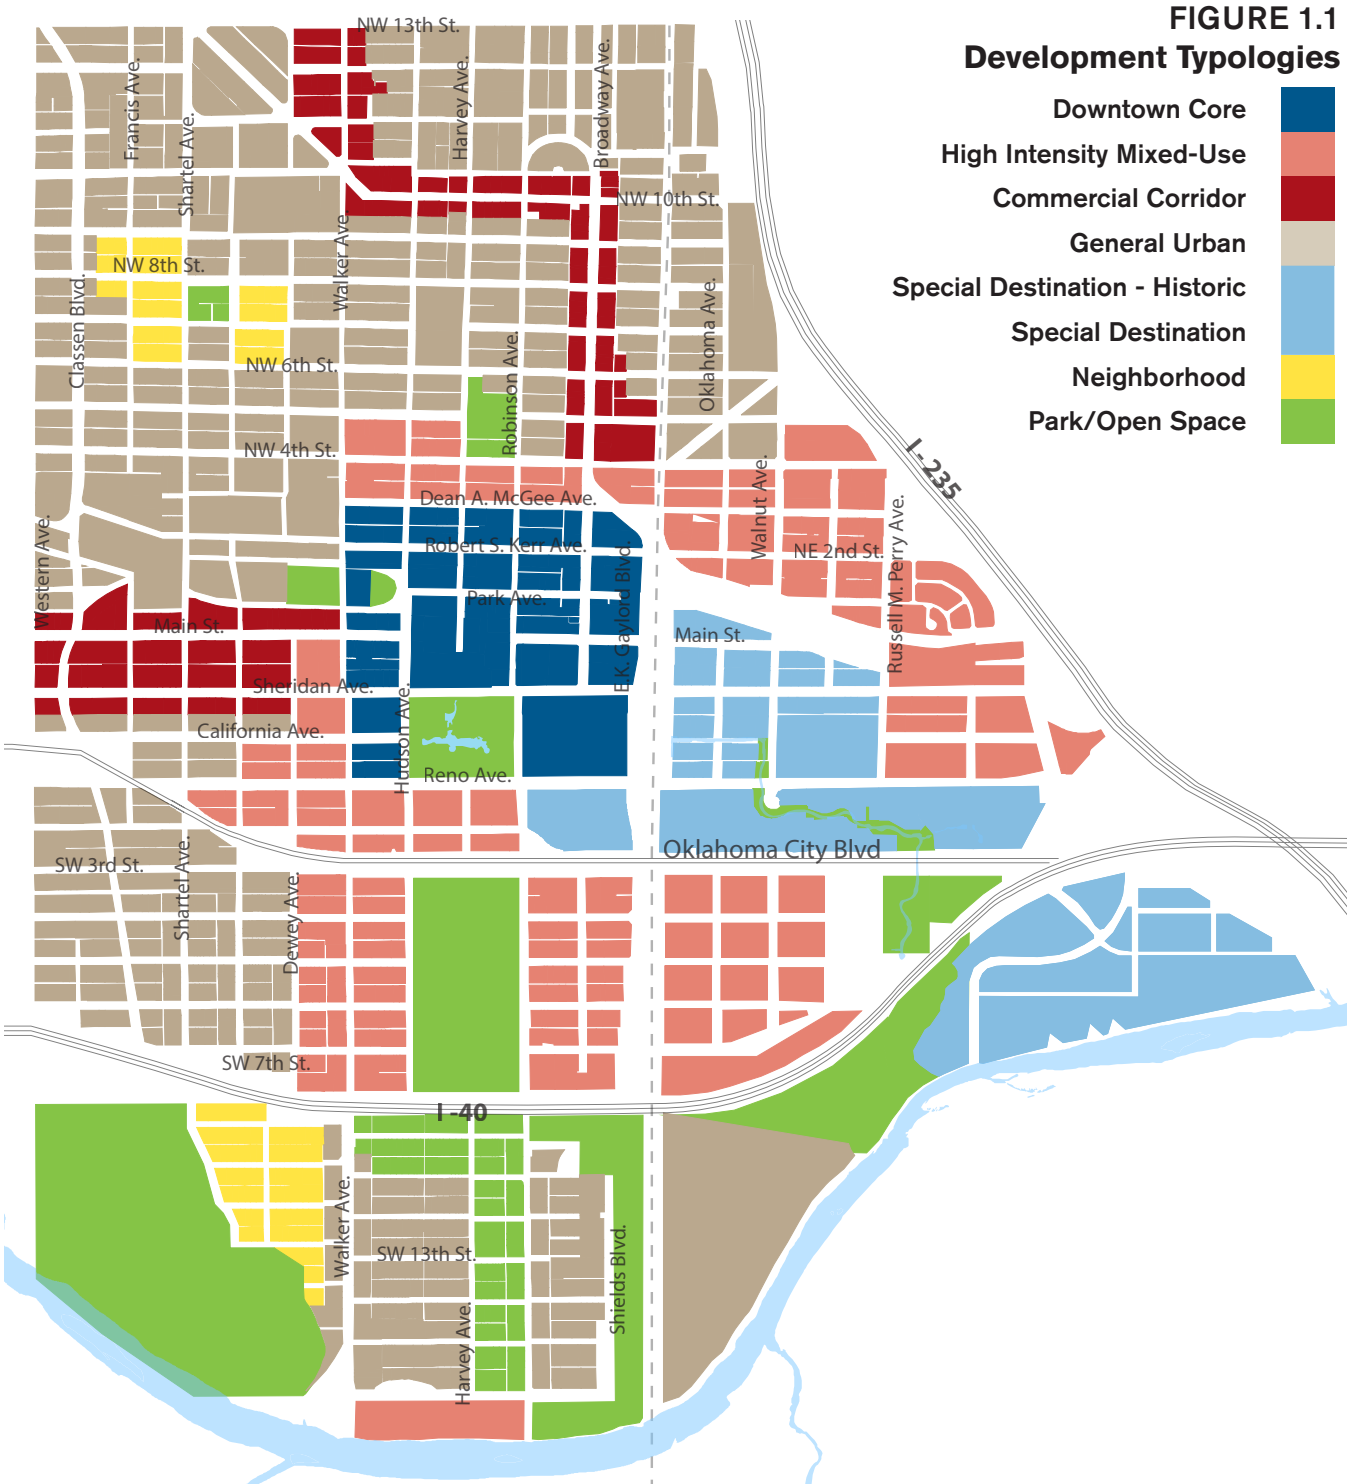 FIGURE 1.1
Development Typologies
Downtown Core
High Intensity Mixed-Use
Commercial Corridor
General Urban
Special Destination - Historic
Special Destination
Neighborhood
Park/Open Space
NW 13th St.
Francis Ave.
Shartel Ave.
Harvey Ave.
Broadway Ave.
NW 10th St.
Walker Ave
NW 8th St.
Classen Blvd.
Oklahoma Ave.
Robinson Ave.
NW 6th St.
NW 4th St.
I - 235
Dean A. McGee Ave.
Walnut Ave.
Russell M. Perry Ave.
Western Ave.
Robert S. Kerr Ave.
NE 2nd St.
E.K. Gaylord Blvd.
Park Ave.
Main St.
Main St.
Sheridan Ave.
Hudson Ave.
California Ave.
Reno Ave.
Oklahoma City Blvd
SW 3rd St.
Shartel Ave.
Dewey Ave.
SW 7th St.
I -40
Walker Ave.
SW 13th St.
Shields Blvd.
Harvey Ave.